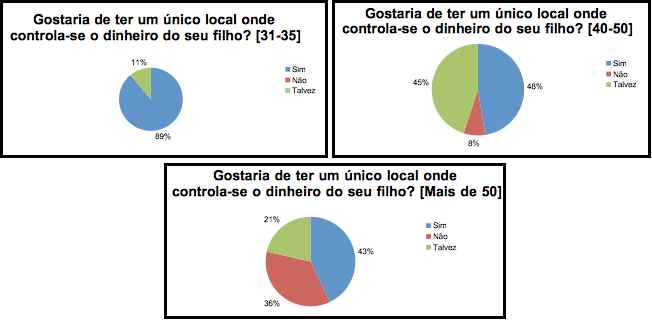 Gostaria de ter um único local onde
controla-se o dinheiro do seu filho? [31-35]
11%
89%
Sim
Não
Talvez
Gostaria de ter um único local onde
controla-se o dinheiro do seu filho? [40-50]
45%
48%
8%
Sim
Não
Talvez
Gostaria de ter um único local onde
controla-se o dinheiro do seu filho? [Mais de 50]
21%
43%
36%
Sim
Não
Talvez